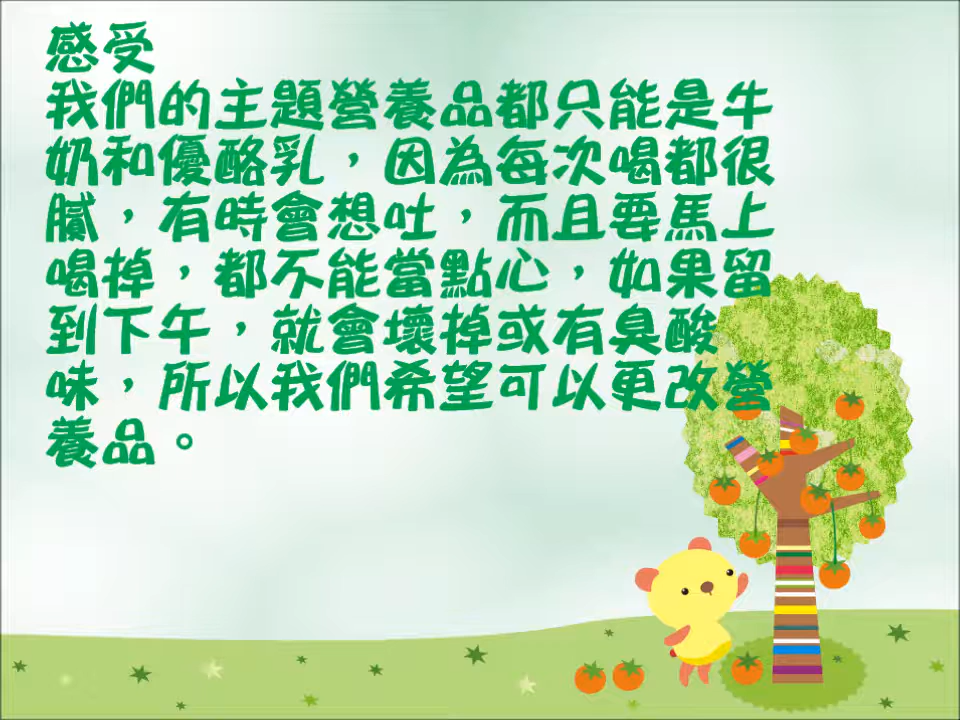 感受
我們的主題營養品都只能是牛
奶和優酪乳，因為每次喝都很
膩，有時會想吐，而且要馬上
喝掉，都不能當點心，如果留
到下午，就會壞掉或有臭酸
味，所以我們希望可以更改營
養品。